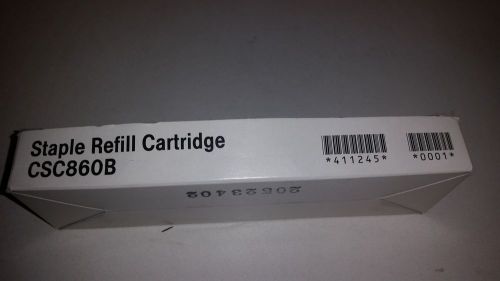 Staple Refill Cartridge
CSC860B
*411245*
*0001*
20523402